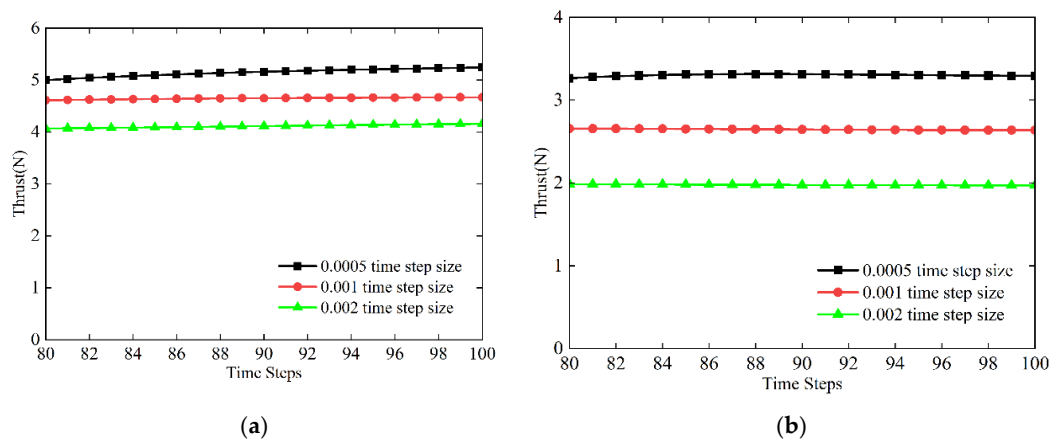 6
5
4
3
2
1
0
Thrust(N)
0.0005 time step size
0.001 time step size
0.002 time step size
80 82 84 86 88 90 92 94 96 98 100
Time Steps
(a)
4
3
2
1
0
Thrust(N)
0.0005 time step size
0.001 time step size
0.002 time step size
80 82 84 86 88 90 92 94 96 98 100
Time Steps
(b)